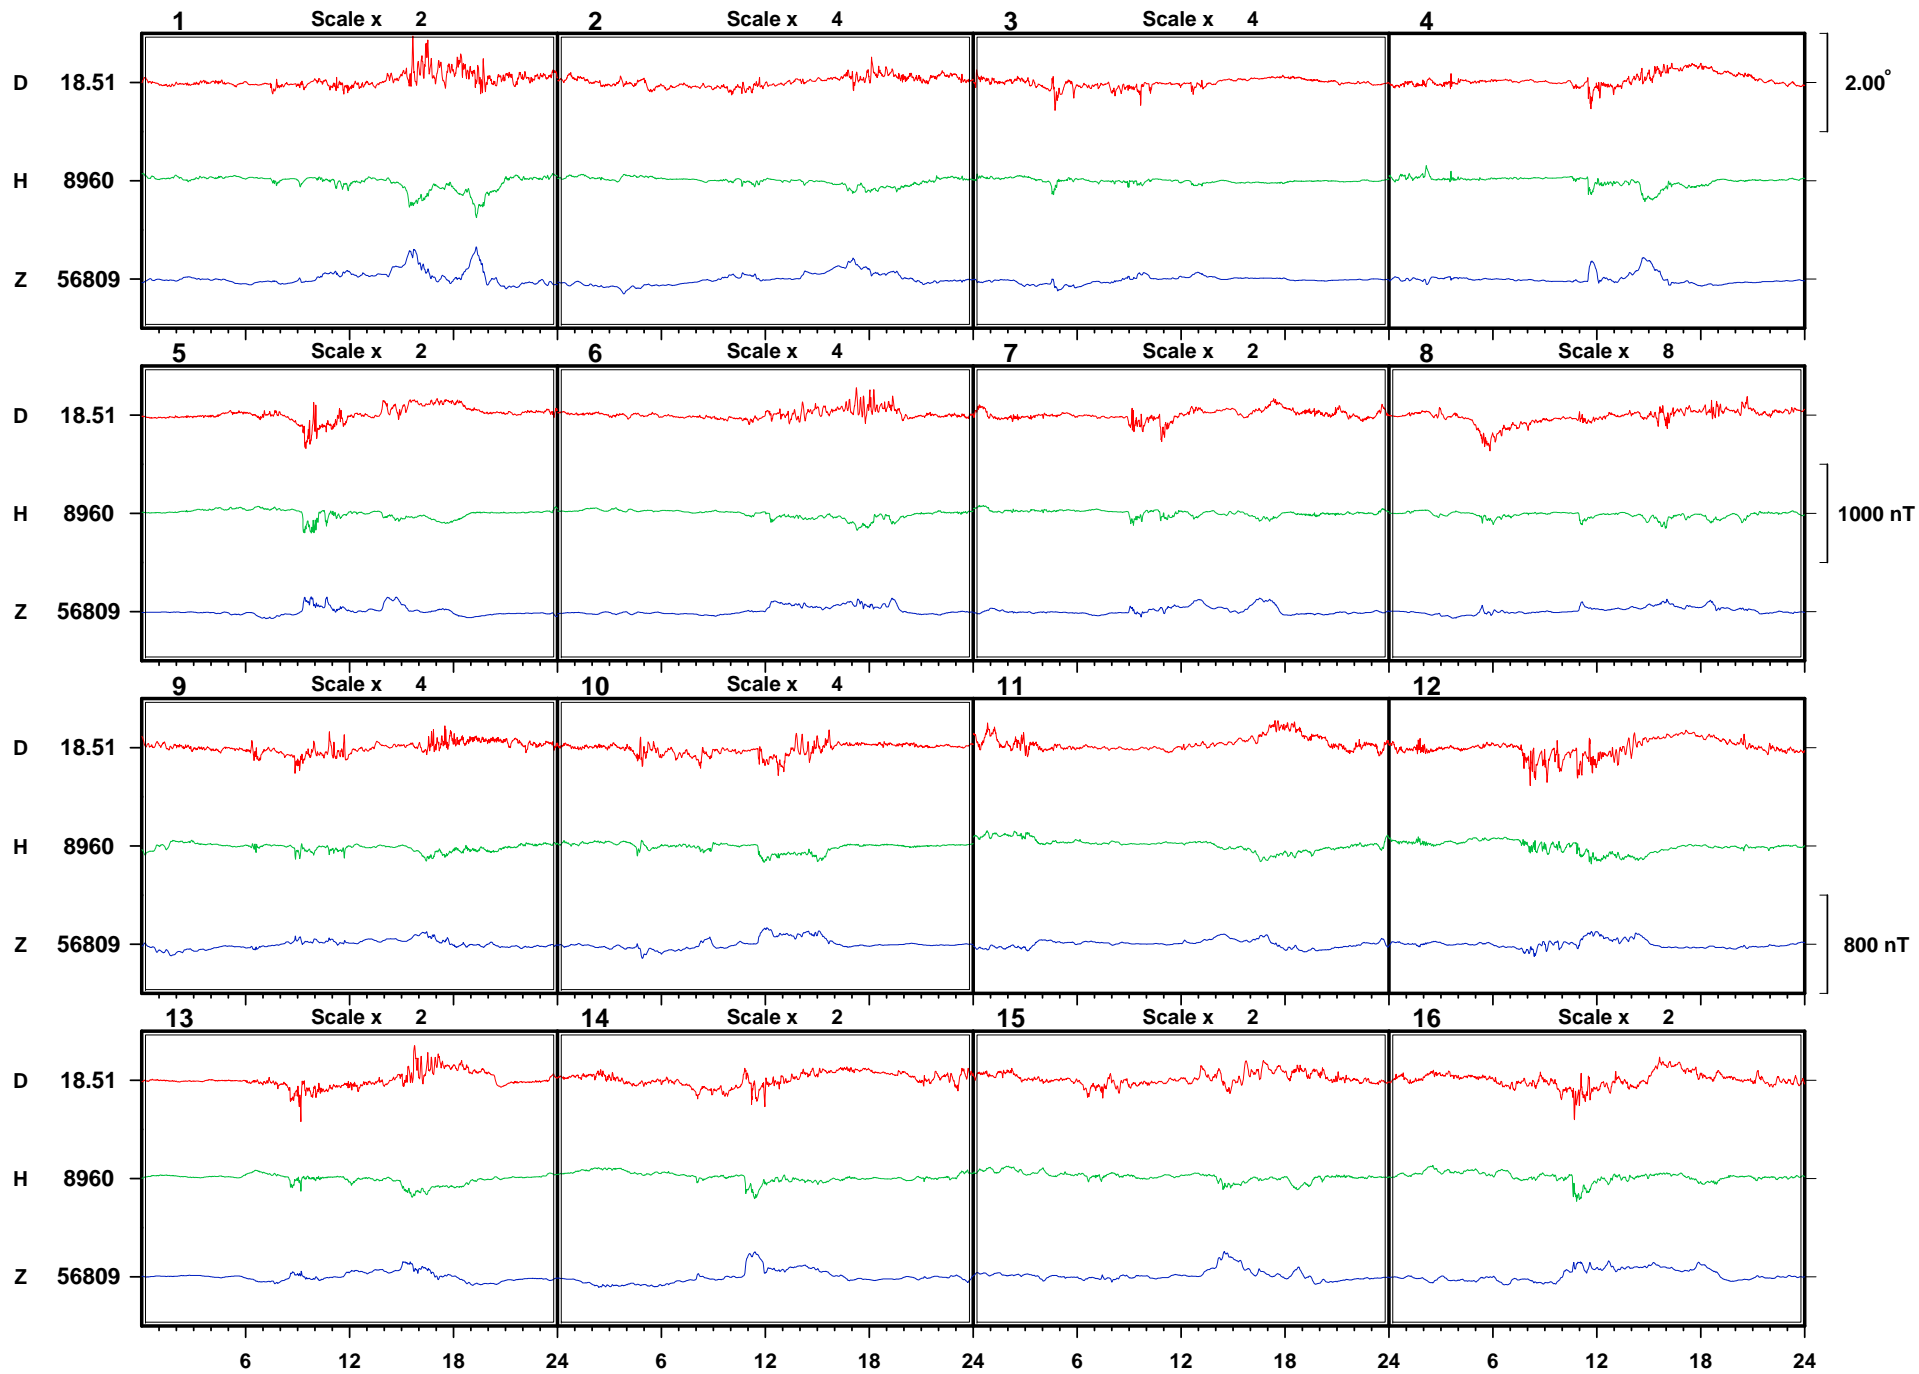 1 Scale x 2 2 Scale x 4 3 Scale x 4 4
D 18.51 2.00°
H 8960
Z 56809
5 Scale x 2 6 Scale x 4 7 Scale x 2 8 Scale x 8
D 18.51
H 8960 1000 nT
Z 56809
9 Scale x 4 10 Scale x 4 11 12
D 18.51
H 8960
Z 56809 800 nT
13 Scale x 2 14 Scale x 2 15 Scale x 2 16 Scale x 2
D 18.51
H 8960
Z 56809
6 12 18 24 6 12 18 24 6 12 18 24 6 12 18 24